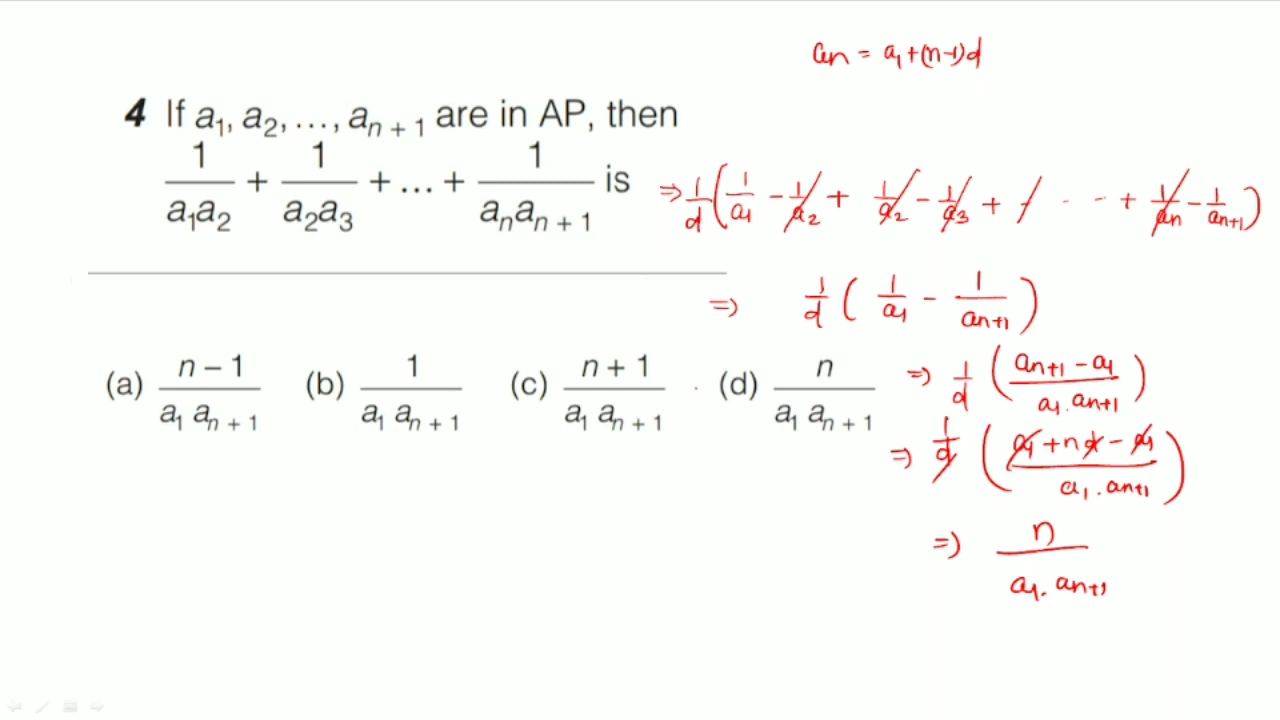 aₙ = a₁+(n-1)d
4 If a₁, a₂, ..., aₙ ₊ ₁ are in AP, then
1/(a₁a₂) + 1/(a₂a₃) + ... + 1/(aₙaₙ ₊ ₁) is
⇒ 1/d (1/a₁ - 1/a₂ + 1/a₂ - 1/a₃ + / - ... + 1/aₙ - 1/aₙ₊₁)
⇒ 1/d (1/a₁ - 1/aₙ₊₁)
(a) (n – 1)/(a₁ aₙ ₊ ₁) (b) 1/(a₁ aₙ ₊ ₁) (c) (n + 1)/(a₁ aₙ ₊ ₁) (d) n/(a₁ aₙ ₊ ₁)
⇒ 1/d ((aₙ₊₁ - a₁)/(a₁.aₙ₊₁))
⇒ 1/d ((a₁ + nd - a₁)/(a₁.aₙ₊₁))
⇒ n/(a₁.aₙ₊₁)